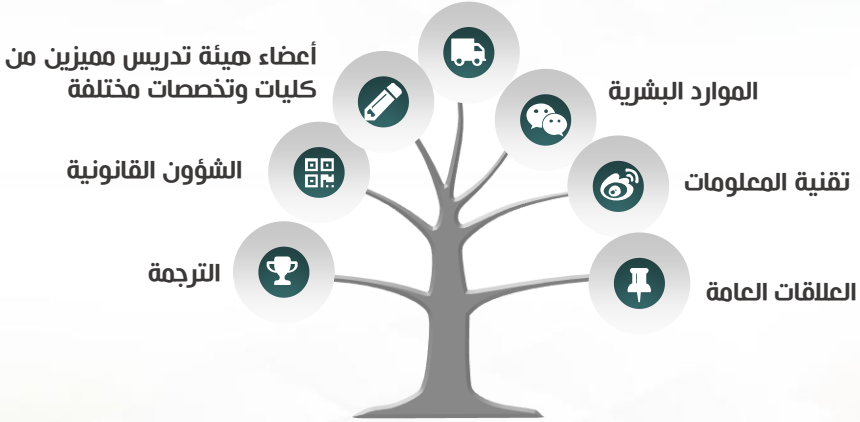 أعضاء هيئة تدريس مميزين من
كليات وتخصصات مختلفة
الموارد البشرية
الشؤون القانونية
تقنية المعلومات
الترجمة
العلاقات العامة